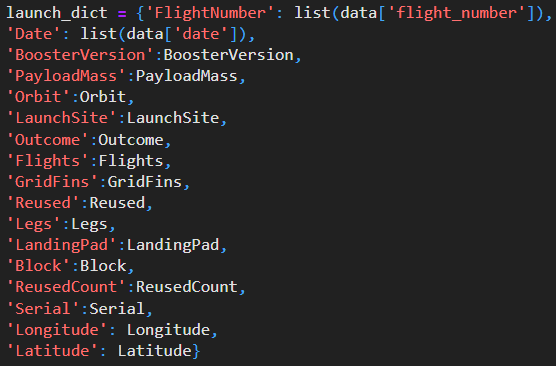 launch_dict = {'FlightNumber': list(data['flight_number']),
'Date': list(data['date']),
'BoosterVersion':BoosterVersion,
'PayloadMass':PayloadMass,
'Orbit':Orbit,
'LaunchSite':LaunchSite,
'Outcome':Outcome,
'Flights':Flights,
'GridFins':GridFins,
'Reused':Reused,
'Legs':Legs,
'LandingPad':LandingPad,
'Block':Block,
'ReusedCount':ReusedCount,
'Serial':Serial,
'Longitude': Longitude,
'Latitude': Latitude}